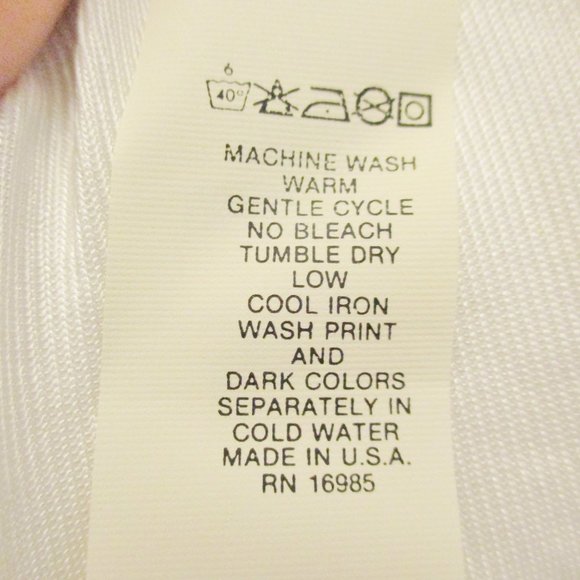 6
40°
MACHINE WASH
WARM
GENTLE CYCLE
NO BLEACH
TUMBLE DRY
LOW
COOL IRON
WASH PRINT
AND
DARK COLORS
SEPARATELY IN
COLD WATER
MADE IN U.S.A.
RN 16985